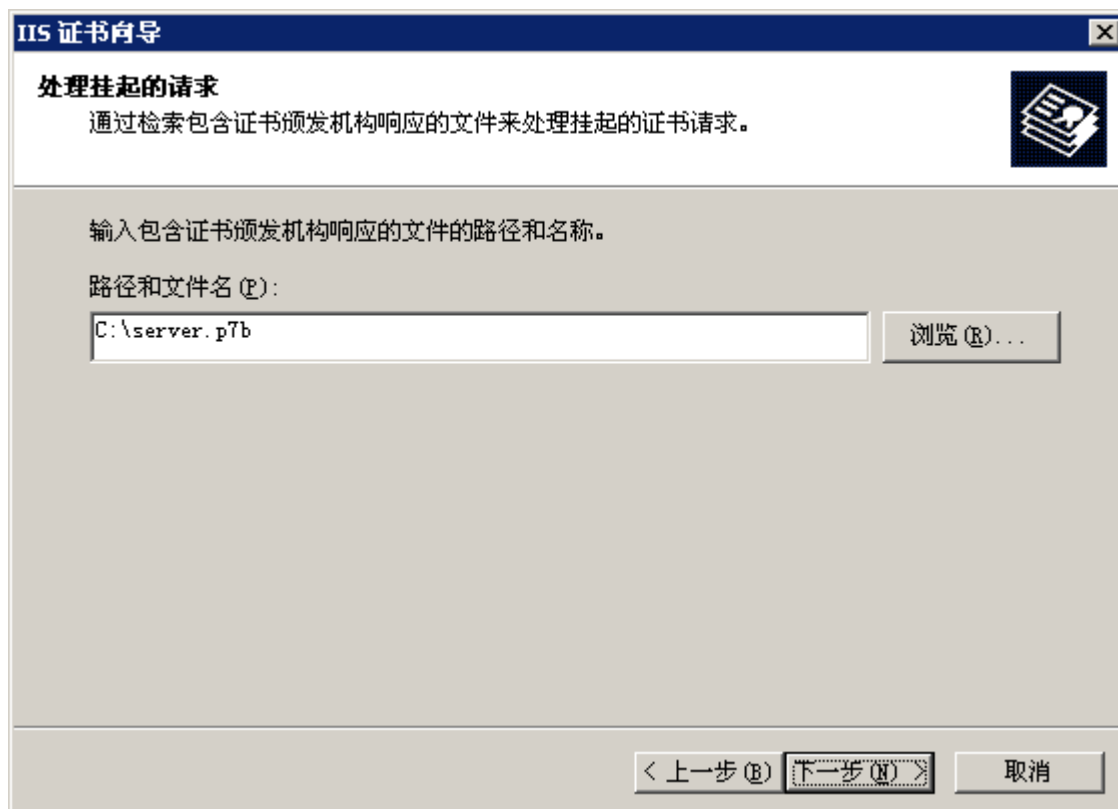 IIS 证书向导
处理挂起的请求
通过检索包含证书颁发机构响应的文件来处理挂起的证书请求。
输入包含证书颁发机构响应的文件的路径和名称。
路径和文件名(P):
C:\server.p7b
浏览(R)...
< 上一步(B)
下一步(N) >
取消